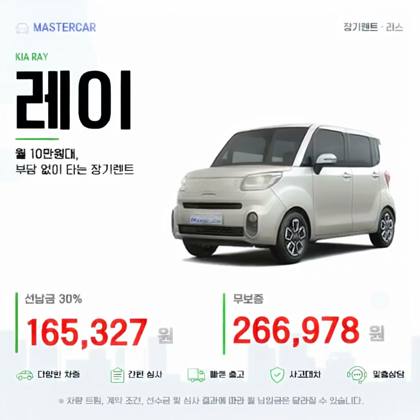 MASTERCAR
장기렌트 · 리스
KIA RAY
레이
월 10만원대,
부담 없이 타는 장기렌트
선납금 30%
165,327 원
무보증
266,978 원
다양한 차종
간편 심사
빠른 출고
사고대차
맞춤상담
※ 차량 트림, 계약 조건, 선수금 및 심사 결과에 따라 월 납입금은 달라질 수 있습니다.